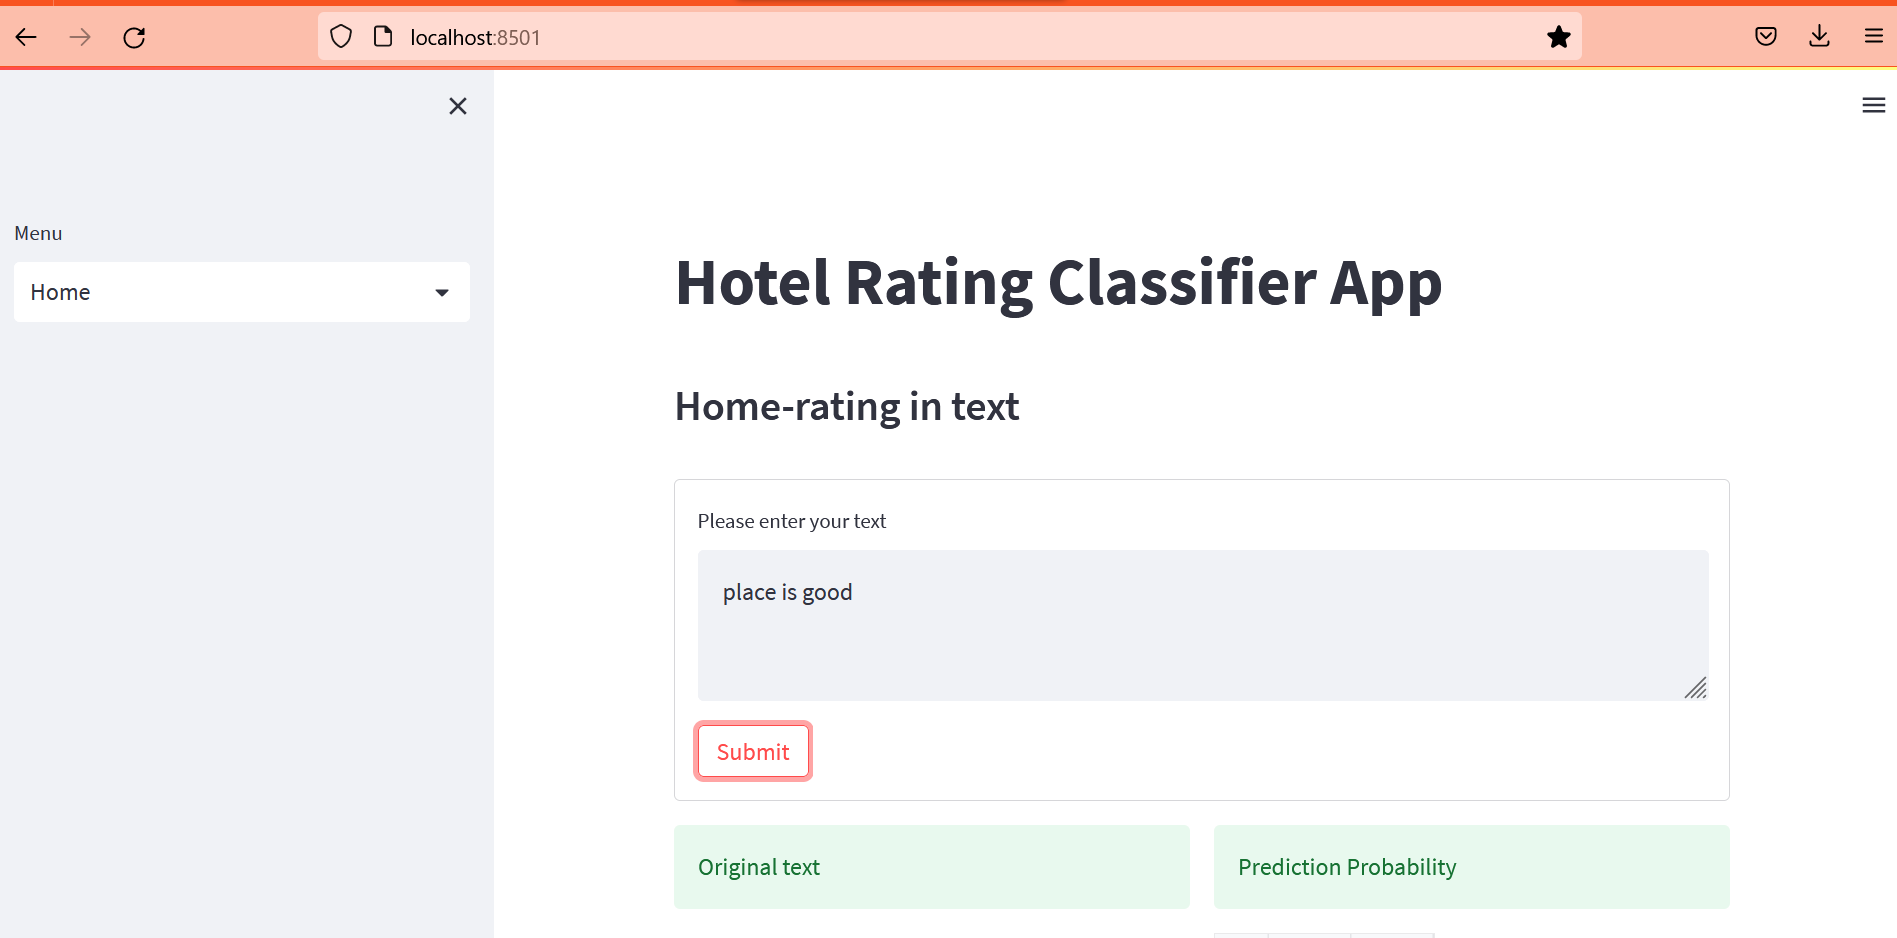 localhost:8501
Menu
Home
Hotel Rating Classifier App
Home-rating in text
Please enter your text
place is good
Submit
Original text
Prediction Probability